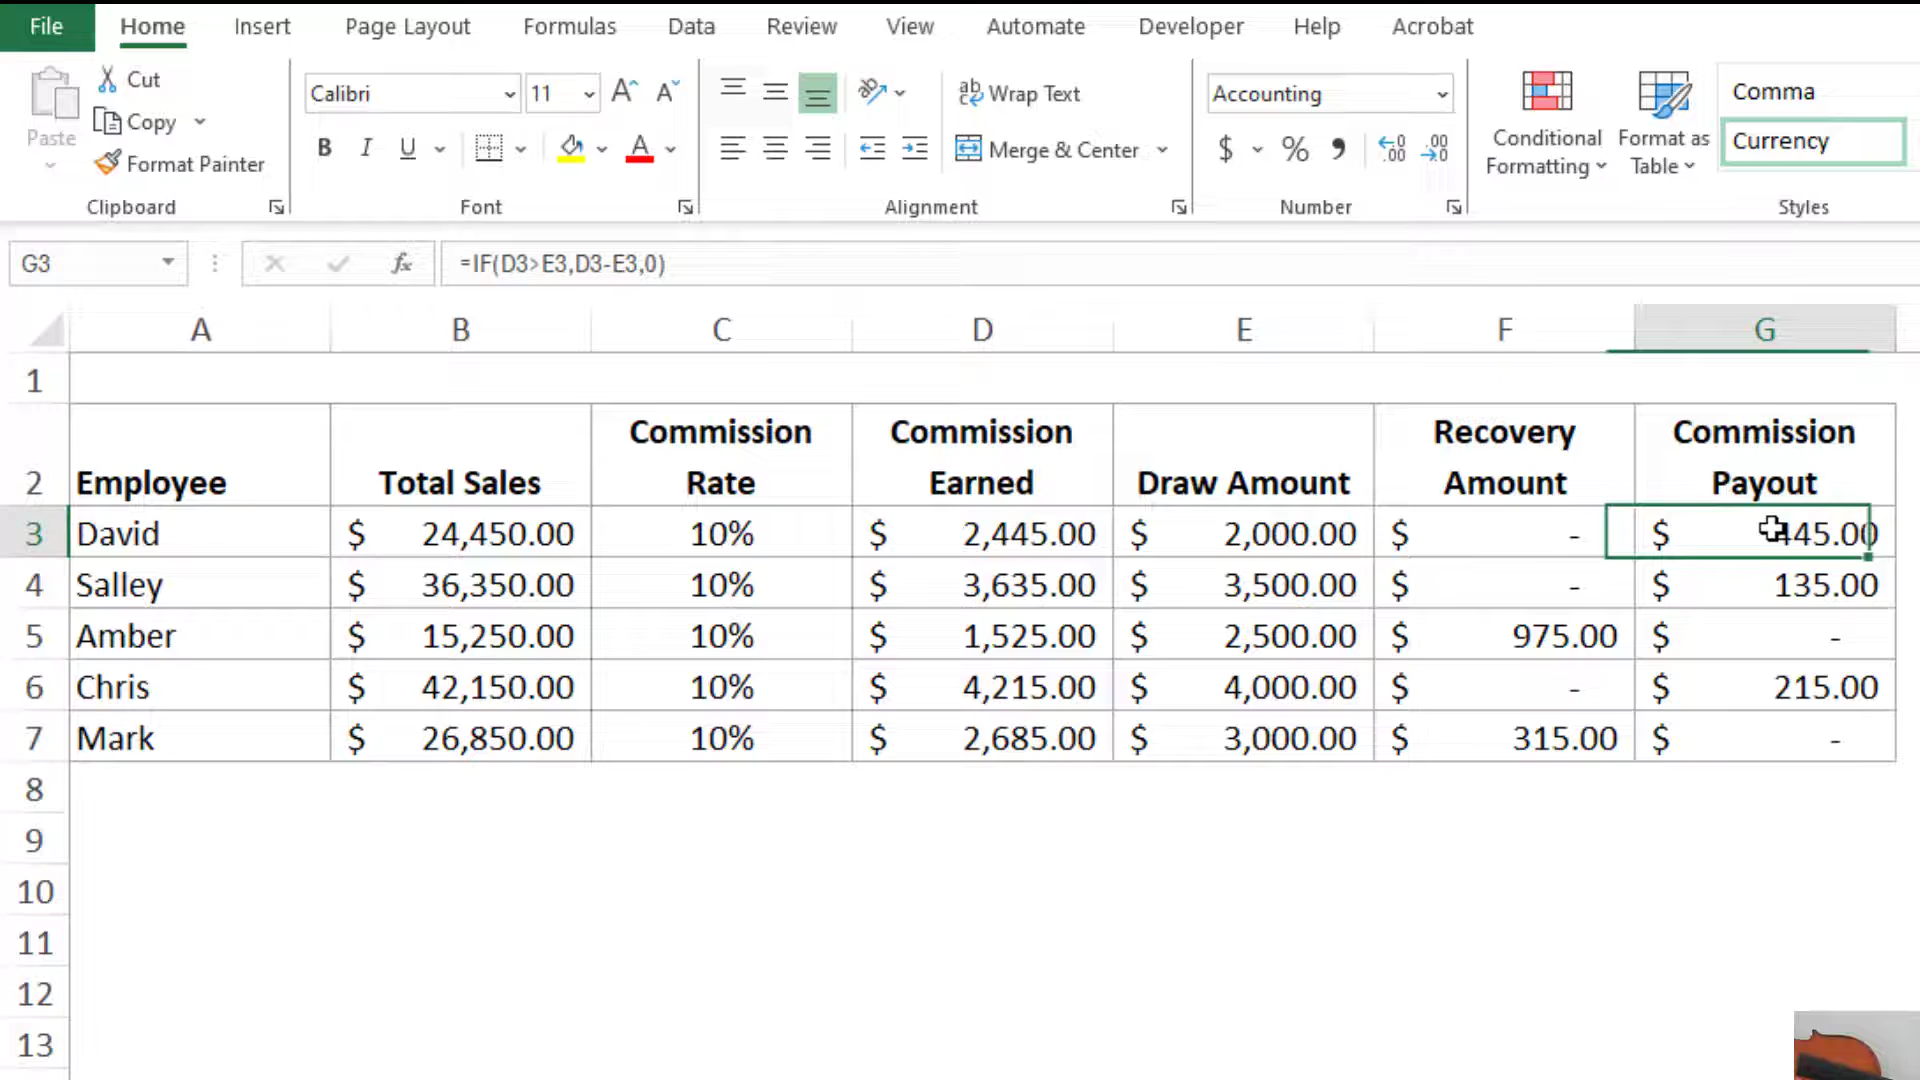 File Home Insert Page Layout Formulas Data Review View Automate Developer Help Acrobat
Paste
Cut
Copy
Format Painter
Clipboard
Calibri 11
B I U
Font
Wrap Text
Merge & Center
Alignment
Accounting
$ % ,
Number
Conditional Formatting
Format as Table
Comma
Currency
Styles
G3 fx =IF(D3>E3,D3-E3,0)
A B C D E F G
1
2 Employee Total Sales Commission Rate Commission Earned Draw Amount Recovery Amount Commission Payout
3 David $ 24,450.00 10% $ 2,445.00 $ 2,000.00 $ - $ 445.00
4 Salley $ 36,350.00 10% $ 3,635.00 $ 3,500.00 $ - $ 135.00
5 Amber $ 15,250.00 10% $ 1,525.00 $ 2,500.00 $ 975.00 $ -
6 Chris $ 42,150.00 10% $ 4,215.00 $ 4,000.00 $ - $ 215.00
7 Mark $ 26,850.00 10% $ 2,685.00 $ 3,000.00 $ 315.00 $ -
8
9
10
11
12
13